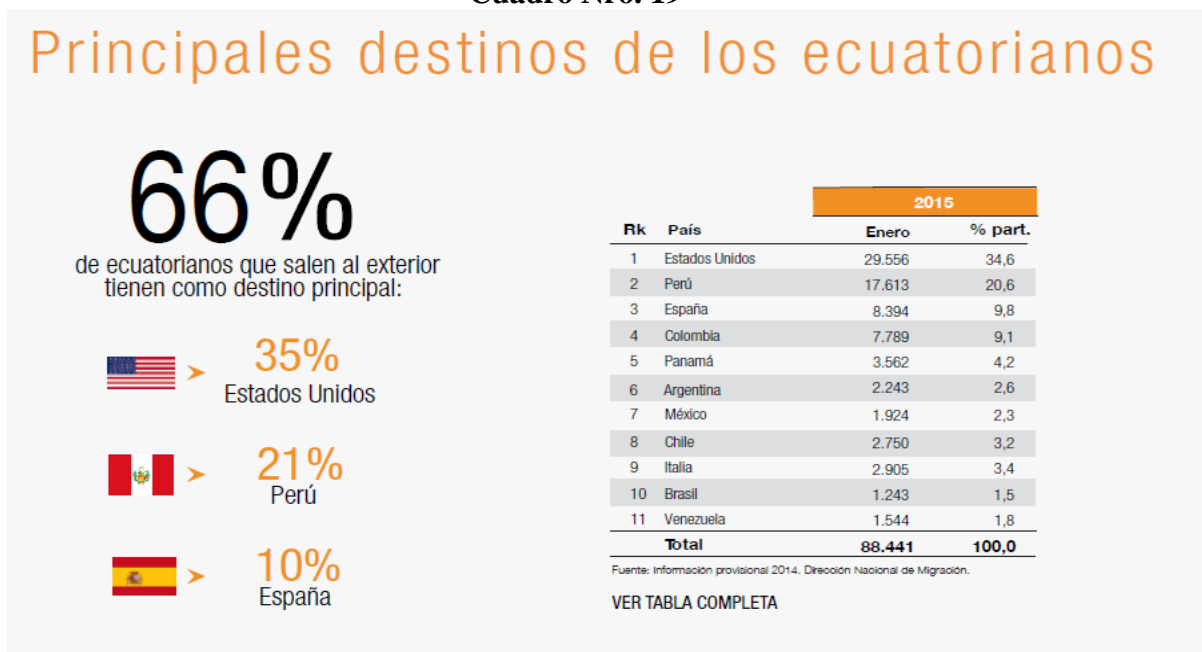 Cuadro Nro. 19
Principales destinos de los ecuatorianos
66%
de ecuatorianos que salen al exterior
tienen como destino principal:
35%
Estados Unidos
21%
Perú
10%
España
2015
Rk País Enero % part.
1 Estados Unidos 29.556 34,6
2 Perú 17.613 20,6
3 España 8.394 9,8
4 Colombia 7.789 9,1
5 Panamá 3.562 4,2
6 Argentina 2.243 2,6
7 México 1.924 2,3
8 Chile 2.750 3,2
9 Italia 2.905 3,4
10 Brasil 1.243 1,5
11 Venezuela 1.544 1,8
Total 88.441 100,0
Fuente: Información provisional 2014. Dirección Nacional de Migración.
VER TABLA COMPLETA